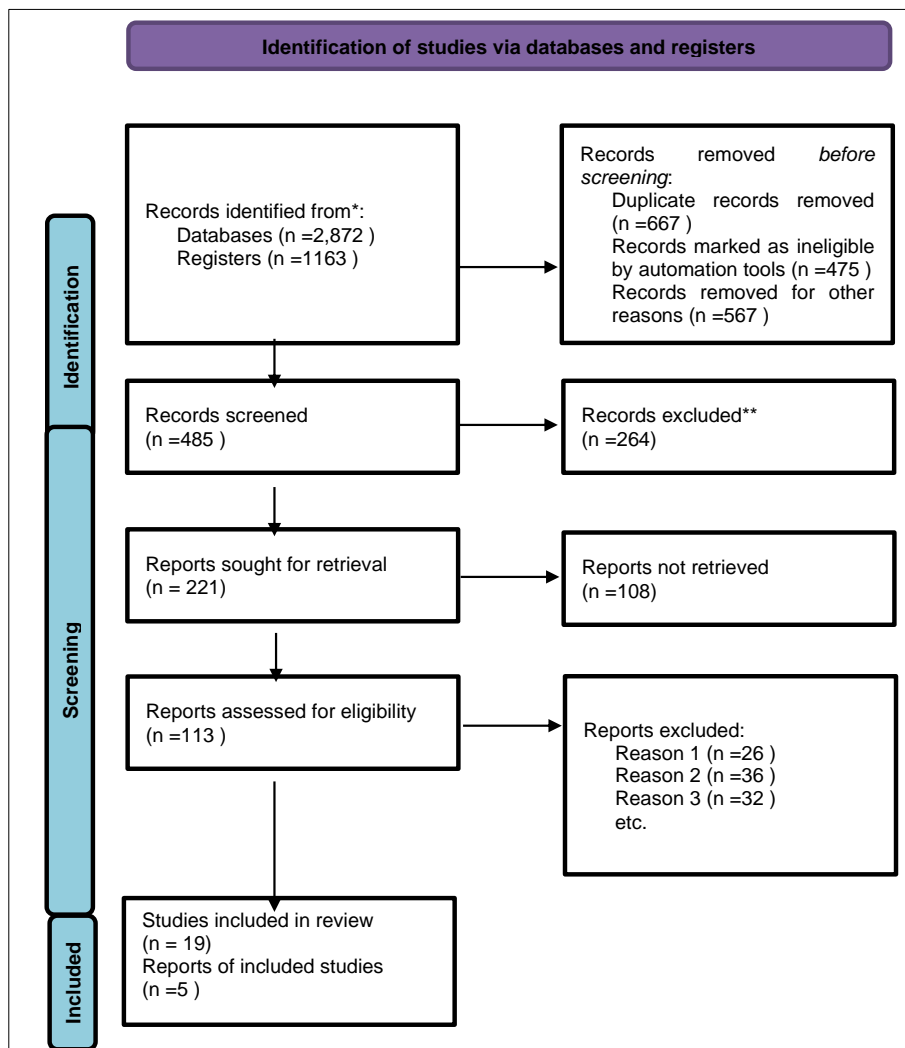 Identification of studies via databases and registers
Identification
Records identified from*:
Databases (n =2,872 )
Registers (n =1163 )
Records removed before
screening:
Duplicate records removed
(n =667 )
Records marked as ineligible
by automation tools (n =475 )
Records removed for other
reasons (n =567 )
Screening
Records screened
(n =485 )
Records excluded**
(n =264)
Reports sought for retrieval
(n = 221)
Reports not retrieved
(n =108)
Reports assessed for eligibility
(n =113 )
Reports excluded:
Reason 1 (n =26 )
Reason 2 (n =36 )
Reason 3 (n =32 )
etc.
Included
Studies included in review
(n = 19)
Reports of included studies
(n =5 )